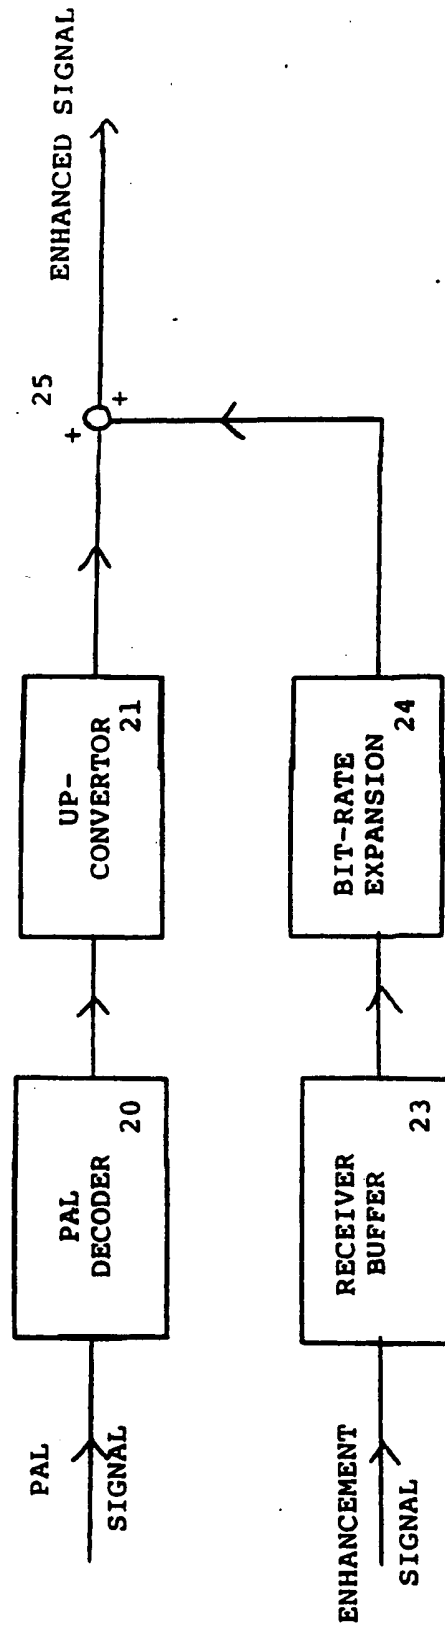 PAL
SIGNAL
PAL
DECODER
20
UP-
CONVERTOR
21
25
+
+
ENHANCED SIGNAL
ENHANCEMENT
SIGNAL
RECEIVER
BUFFER
23
BIT-RATE
EXPANSION
24